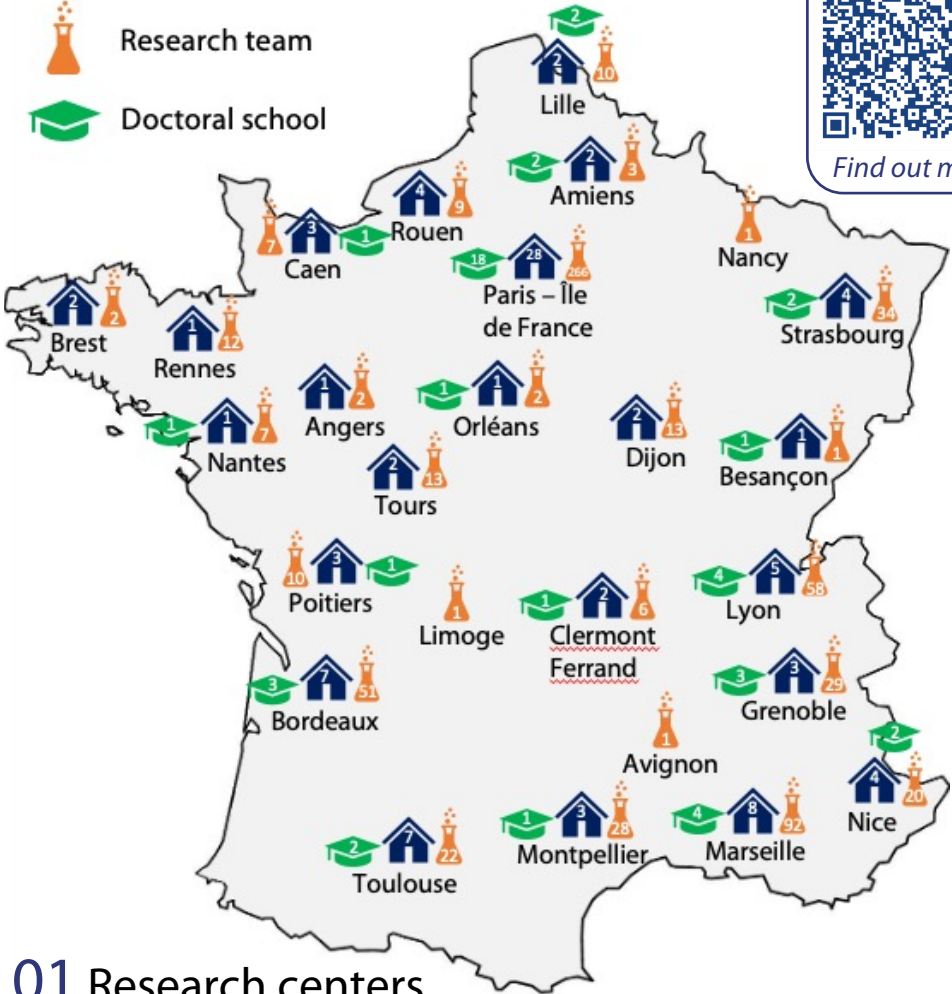 Research team
Doctoral school
Find out m
2
2
10
Lille
2
2
3
Amiens
4
9
Rouen
7
3
1
Caen
18
28
266
Paris – Île
de France
1
Nancy
2
4
34
Strasbourg
2
2
Brest
1
12
Rennes
1
2
Angers
1
1
2
Orléans
2
13
Dijon
1
1
1
Besançon
1
1
7
Nantes
2
13
Tours
10
3
1
Poitiers
1
Limoge
1
2
6
Clermont
Ferrand
4
5
58
Lyon
3
7
51
Bordeaux
3
3
29
Grenoble
1
Avignon
2
4
20
Nice
2
7
22
Toulouse
1
3
28
Montpellier
4
8
92
Marseille
01 Research centers